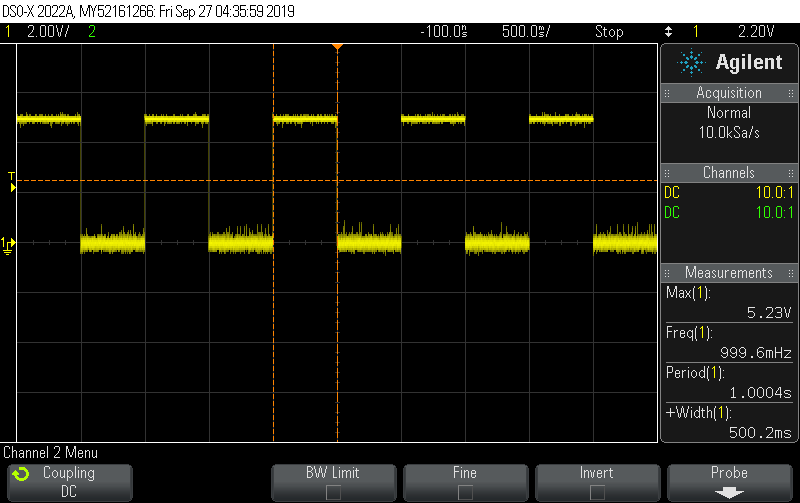 DSO-X 2022A, MY52161266: Fri Sep 27 04:35:59 2019
1 2.00V/ 2 -100.0ms 500.0ms/ Stop 1 2.20V
Agilent
Acquisition
Normal
10.0kSa/s
Channels
DC 10.0:1
DC 10.0:1
Measurements
Max(1):
5.23V
Freq(1):
999.6mHz
Period(1):
1.0004s
+Width(1):
500.2ms
T
1
Channel 2 Menu
Coupling
DC
BW Limit
Fine
Invert
Probe